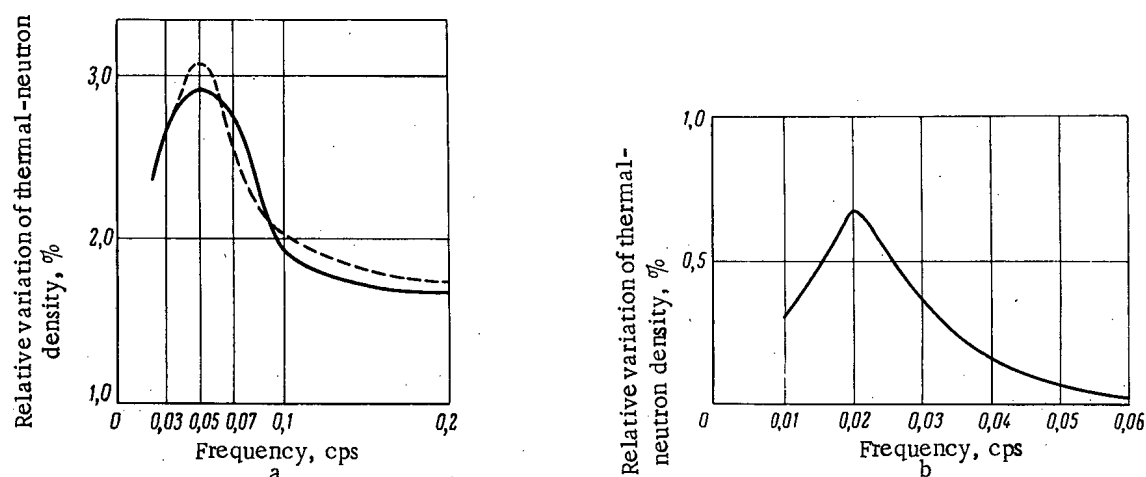 Relative variation of thermal-neutron
density, %
3,0
2,0
1,0
0 0,03 0,05 0,07 0,1 0,2
Frequency, cps
a
Relative variation of thermal-
neutron density, %
1,0
0,5
0 0,01 0,02 0,03 0,04 0,05 0,06
Frequency, cps
b